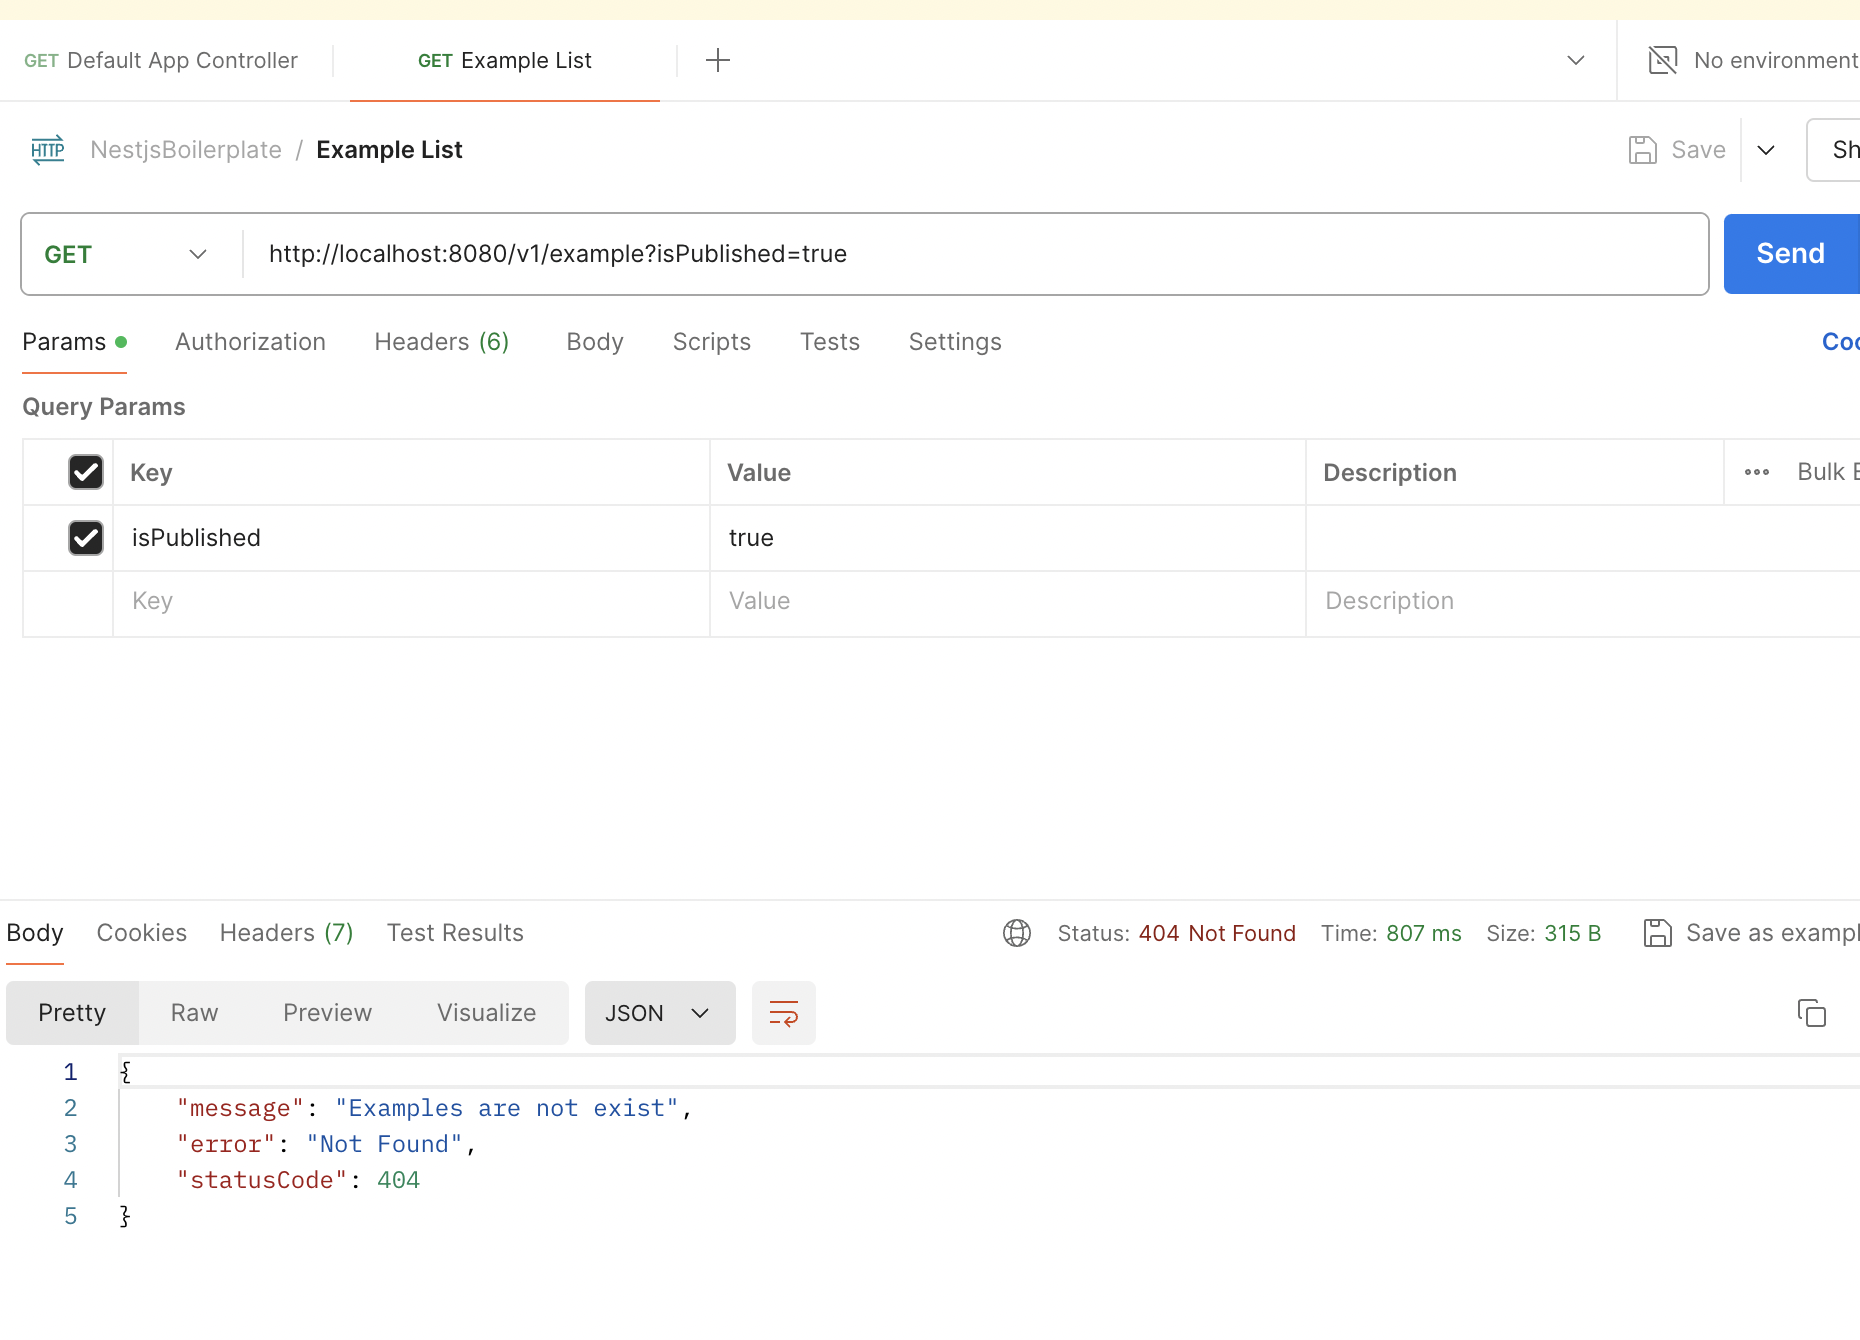 GET Default App Controller GET Example List No environment
HTTP NestjsBoilerplate / Example List Save Sh
GET http://localhost:8080/v1/example?isPublished=true Send
Params Authorization Headers (6) Body Scripts Tests Settings Coo
Query Params
Key Value Description Bulk E
isPublished true
Key Value Description
Body Cookies Headers (7) Test Results Status: 404 Not Found Time: 807 ms Size: 315 B Save as exampl
Pretty Raw Preview Visualize JSON
1 {
2 "message": "Examples are not exist",
3 "error": "Not Found",
4 "statusCode": 404
5 }